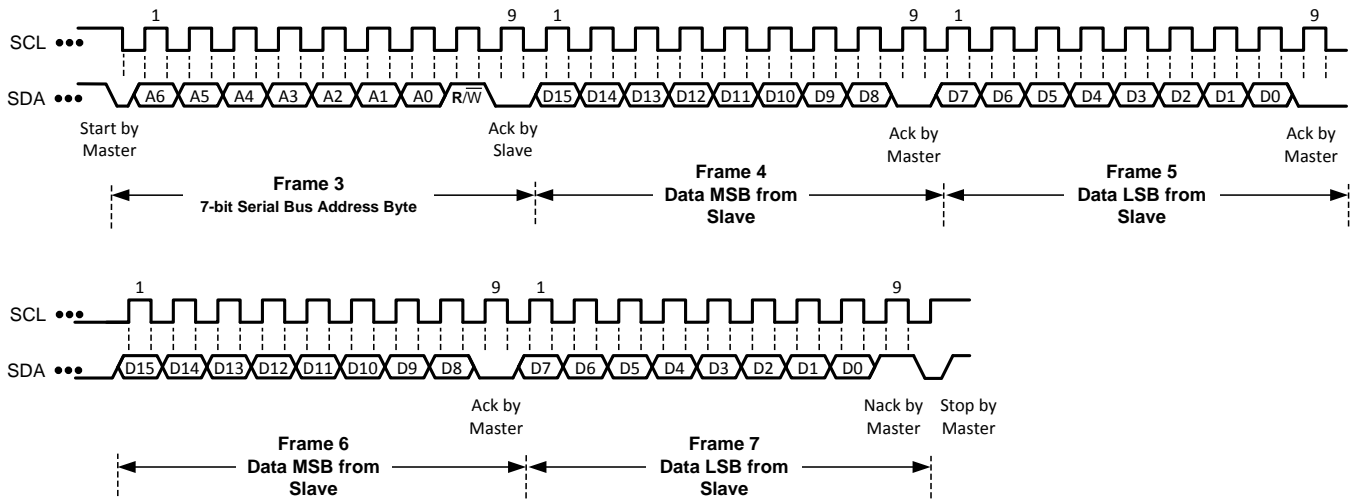 1 9 1 9 1 9
SCL •••
SDA ••• A6 A5 A4 A3 A2 A1 A0 R/W̅ D15 D14 D13 D12 D11 D10 D9 D8 D7 D6 D5 D4 D3 D2 D1 D0
Start by
Master
Ack by
Slave
Ack by
Master
Ack by
Master
Frame 3
7-bit Serial Bus Address Byte
Frame 4
Data MSB from
Slave
Frame 5
Data LSB from
Slave
1 9 1 9
SCL •••
SDA ••• D15 D14 D13 D12 D11 D10 D9 D8 D7 D6 D5 D4 D3 D2 D1 D0
Ack by
Master
Nack by
Master
Stop by
Master
Frame 6
Data MSB from
Slave
Frame 7
Data LSB from
Slave